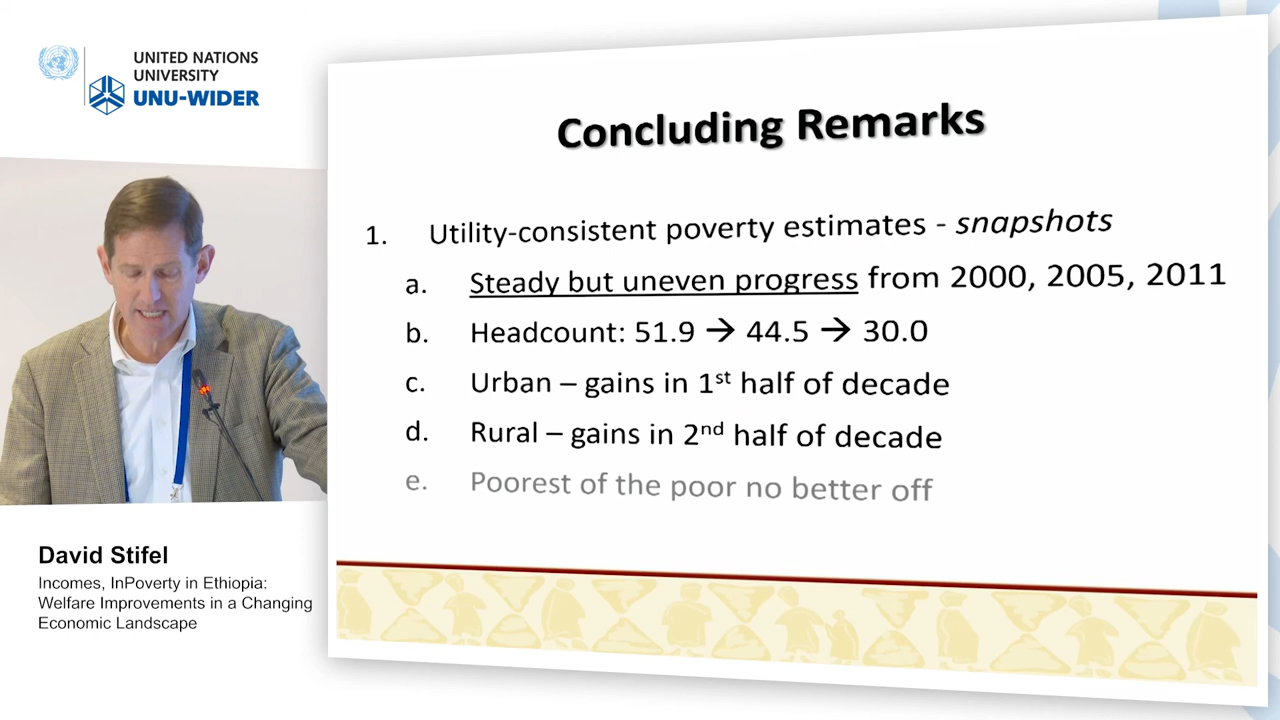 UNITED NATIONS
UNIVERSITY
UNU-WIDER
Concluding Remarks
1. Utility-consistent poverty estimates - snapshots
a. Steady but uneven progress from 2000, 2005, 2011
b. Headcount: 51.9 → 44.5 → 30.0
c. Urban – gains in 1st half of decade
d. Rural – gains in 2nd half of decade
e. Poorest of the poor no better off
David Stifel
Incomes, InPoverty in Ethiopia:
Welfare Improvements in a Changing
Economic Landscape